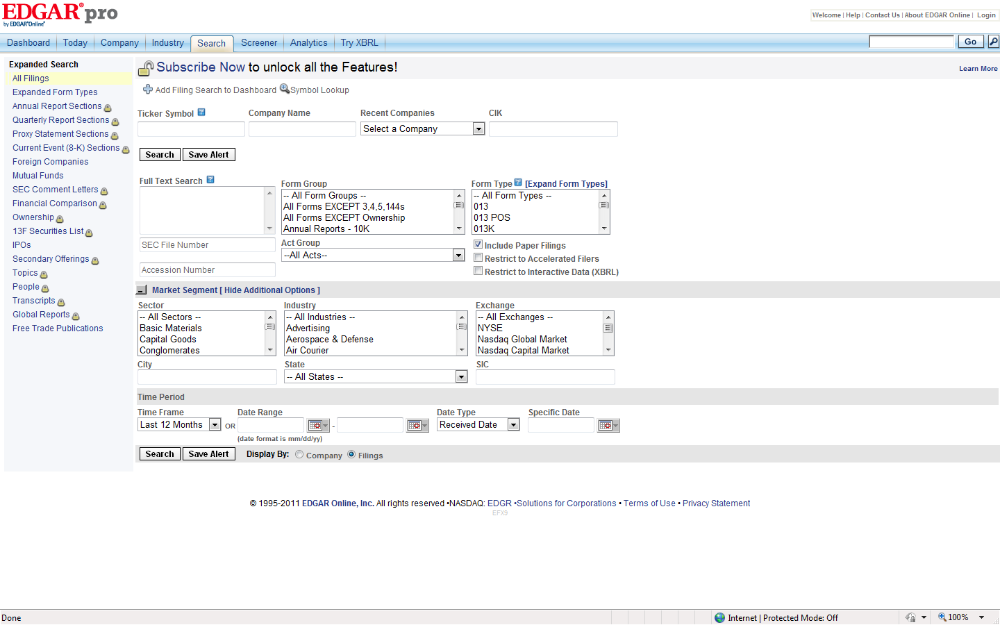 EDGAR® pro
by EDGAR®Online®
Welcome | Help | Contact Us | About EDGAR Online | Login
Dashboard Today Company Industry Search Screener Analytics Try XBRL Go
Expanded Search
All Filings
Expanded Form Types
Annual Report Sections
Quarterly Report Sections
Proxy Statement Sections
Current Event (8-K) Sections
Foreign Companies
Mutual Funds
SEC Comment Letters
Financial Comparison
Ownership
13F Securities List
IPOs
Secondary Offerings
Topics
People
Transcripts
Global Reports
Free Trade Publications
Subscribe Now to unlock all the Features!
Learn More
Add Filing Search to Dashboard Symbol Lookup
Ticker Symbol ? Company Name Recent Companies CIK
Select a Company
Search Save Alert
Full Text Search ?
SEC File Number
Accession Number
Form Group
-- All Form Groups --
All Forms EXCEPT 3,4,5,144s
All Forms EXCEPT Ownership
Annual Reports - 10K
Act Group
--All Acts--
Form Type ? [Expand Form Types]
-- All Form Types --
013
013 POS
013K
Include Paper Filings
Restrict to Accelerated Filers
Restrict to Interactive Data (XBRL)
Market Segment [ Hide Additional Options ]
Sector
-- All Sectors --
Basic Materials
Capital Goods
Conglomerates
Industry
-- All Industries --
Advertising
Aerospace & Defense
Air Courier
Exchange
-- All Exchanges --
NYSE
Nasdaq Global Market
Nasdaq Capital Market
City State SIC
-- All States --
Time Period
Time Frame Date Range Date Type Specific Date
Last 12 Months OR - Received Date
(date format is mm/dd/yy)
Search Save Alert Display By: Company Filings
© 1995-2011 EDGAR Online, Inc. All rights reserved •NASDAQ: EDGR •Solutions for Corporations • Terms of Use • Privacy Statement
EFX9
Done Internet | Protected Mode: Off 100%